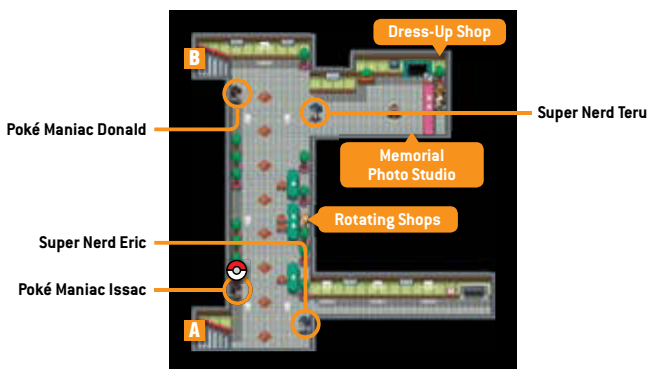 Dress-Up Shop
B
Super Nerd Teru
Poké Maniac Donald
Memorial
Photo Studio
Rotating Shops
Super Nerd Eric
Poké Maniac Issac
A